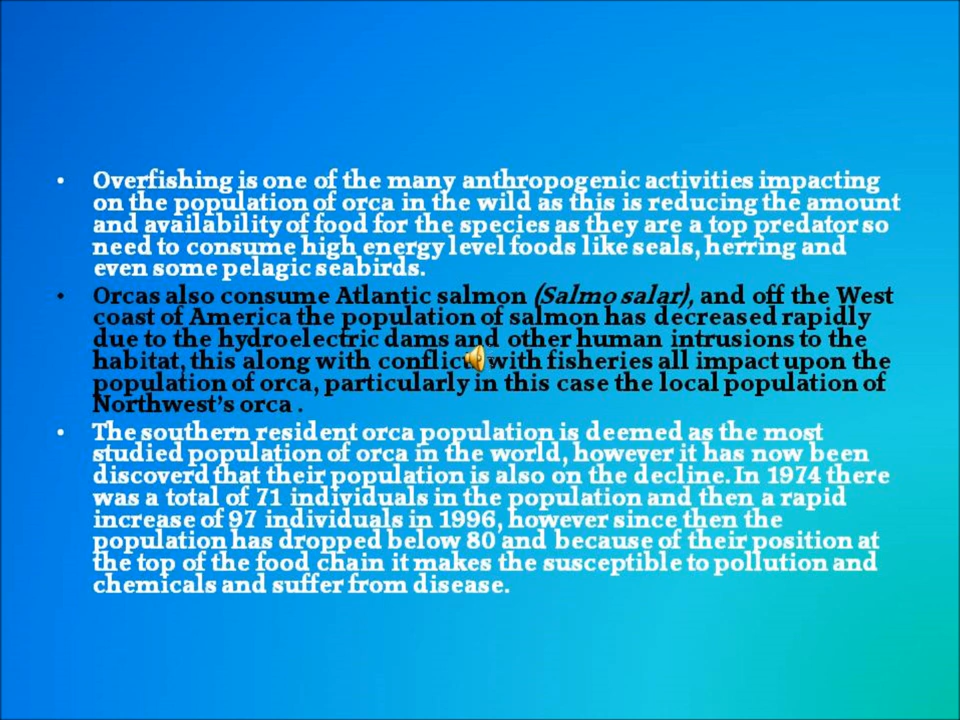 • Overfishing is one of the many anthropogenic activities impacting
on the population of orca in the wild as this is reducing the amount
and availability of food for the species as they are a top predator so
need to consume high energy level foods like seals, herring and
even some pelagic seabirds.
• Orcas also consume Atlantic salmon (Salmo salar), and off the West
coast of America the population of salmon has decreased rapidly
due to the hydroelectric dams and other human intrusions to the
habitat, this along with conflict with fisheries all impact upon the
population of orca, particularly in this case the local population of
Northwest's orca .
• The southern resident orca population is deemed as the most
studied population of orca in the world, however it has now been
discoverd that their population is also on the decline. In 1974 there
was a total of 71 individuals in the population and then a rapid
increase of 97 individuals in 1996, however since then the
population has dropped below 80 and because of their position at
the top of the food chain it makes the susceptible to pollution and
chemicals and suffer from disease.